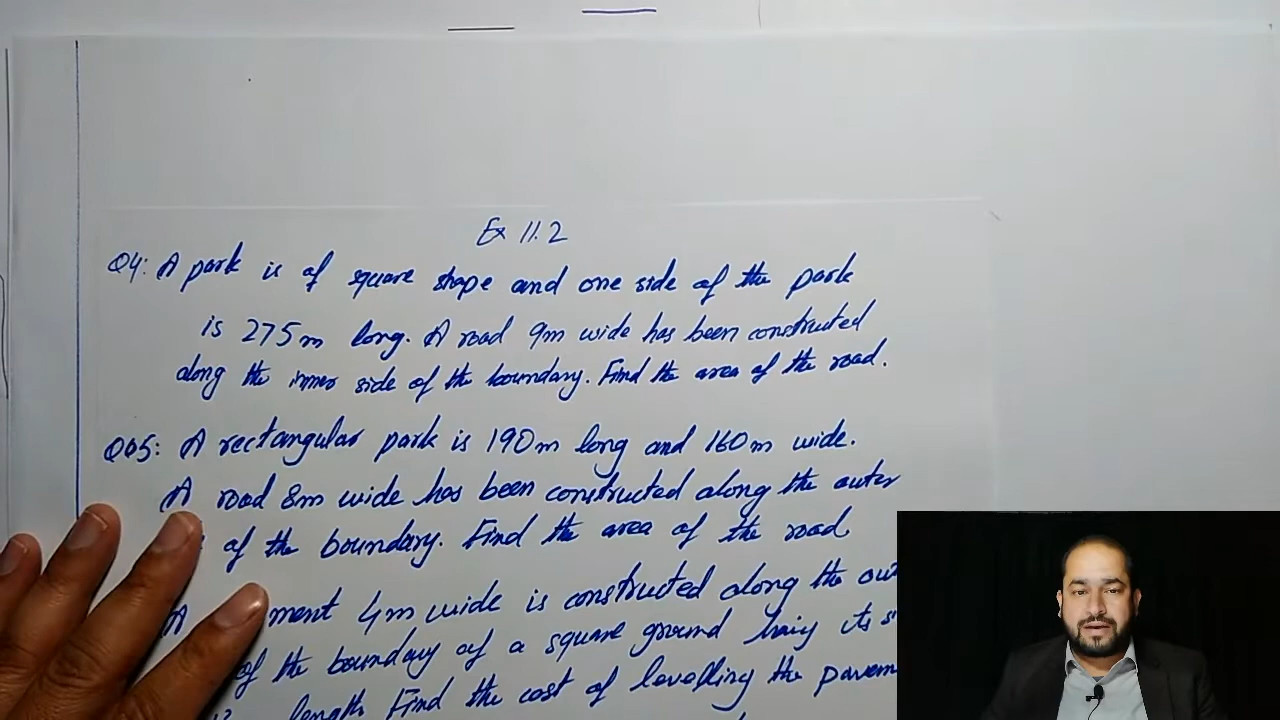 Ex 11.2
Q4: A park is of square shape and one side of the park
is 275m long. A road 9m wide has been constructed
along the inner side of the boundary. Find the area of the road.
Q05: A rectangular park is 190m long and 160m wide.
A road 8m wide has been constructed along the outer
of the boundary. Find the area of the road
A ment 4m wide is constructed along the out
of the boundary of a square ground its s
length. Find the cost of levelling the pavem